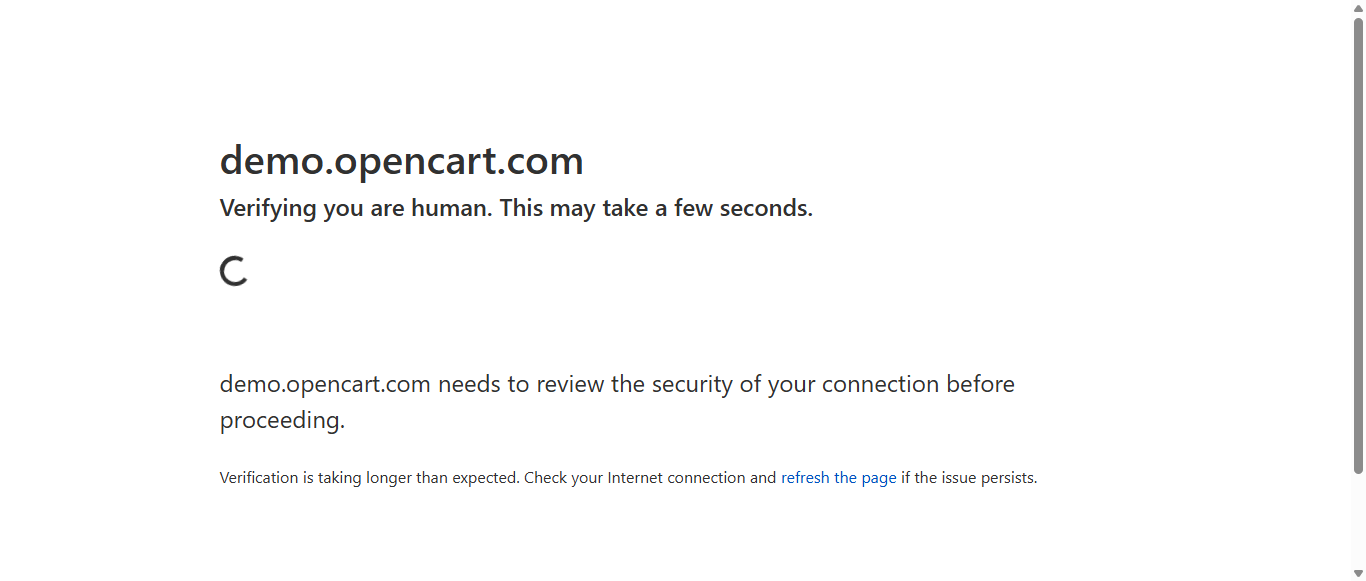 demo.opencart.com
Verifying you are human. This may take a few seconds.
demo.opencart.com needs to review the security of your connection before
proceeding.
Verification is taking longer than expected. Check your Internet connection and refresh the page if the issue persists.